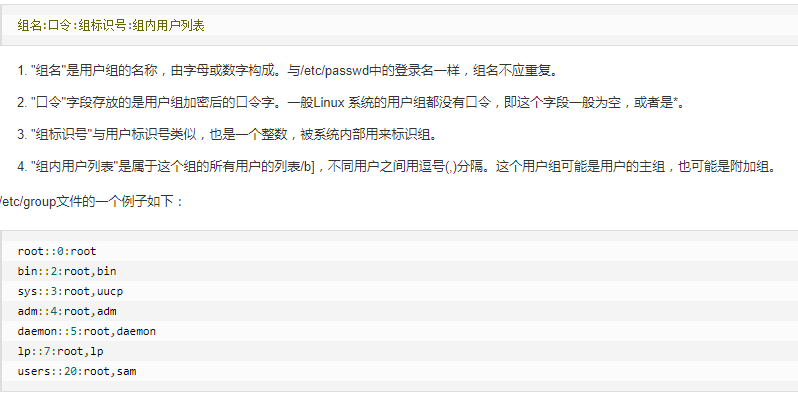 组名:口令:组标识号:组内用户列表
1. "组名"是用户组的名称，由字母或数字构成。与/etc/passwd中的登录名一样，组名不应重复。
2. "口令"字段存放的是用户组加密后的口令字。一般Linux 系统的用户组都没有口令，即这个字段一般为空，或者是*。
3. "组标识号"与用户标识号类似，也是一个整数，被系统内部用来标识组。
4. "组内用户列表"是属于这个组的所有用户的列表/b]，不同用户之间用逗号(,)分隔。这个用户组可能是用户的主组，也可能是附加组。
/etc/group文件的一个例子如下：
root::0:root
bin::2:root,bin
sys::3:root,uucp
adm::4:root,adm
daemon::5:root,daemon
lp::7:root,lp
users::20:root,sam